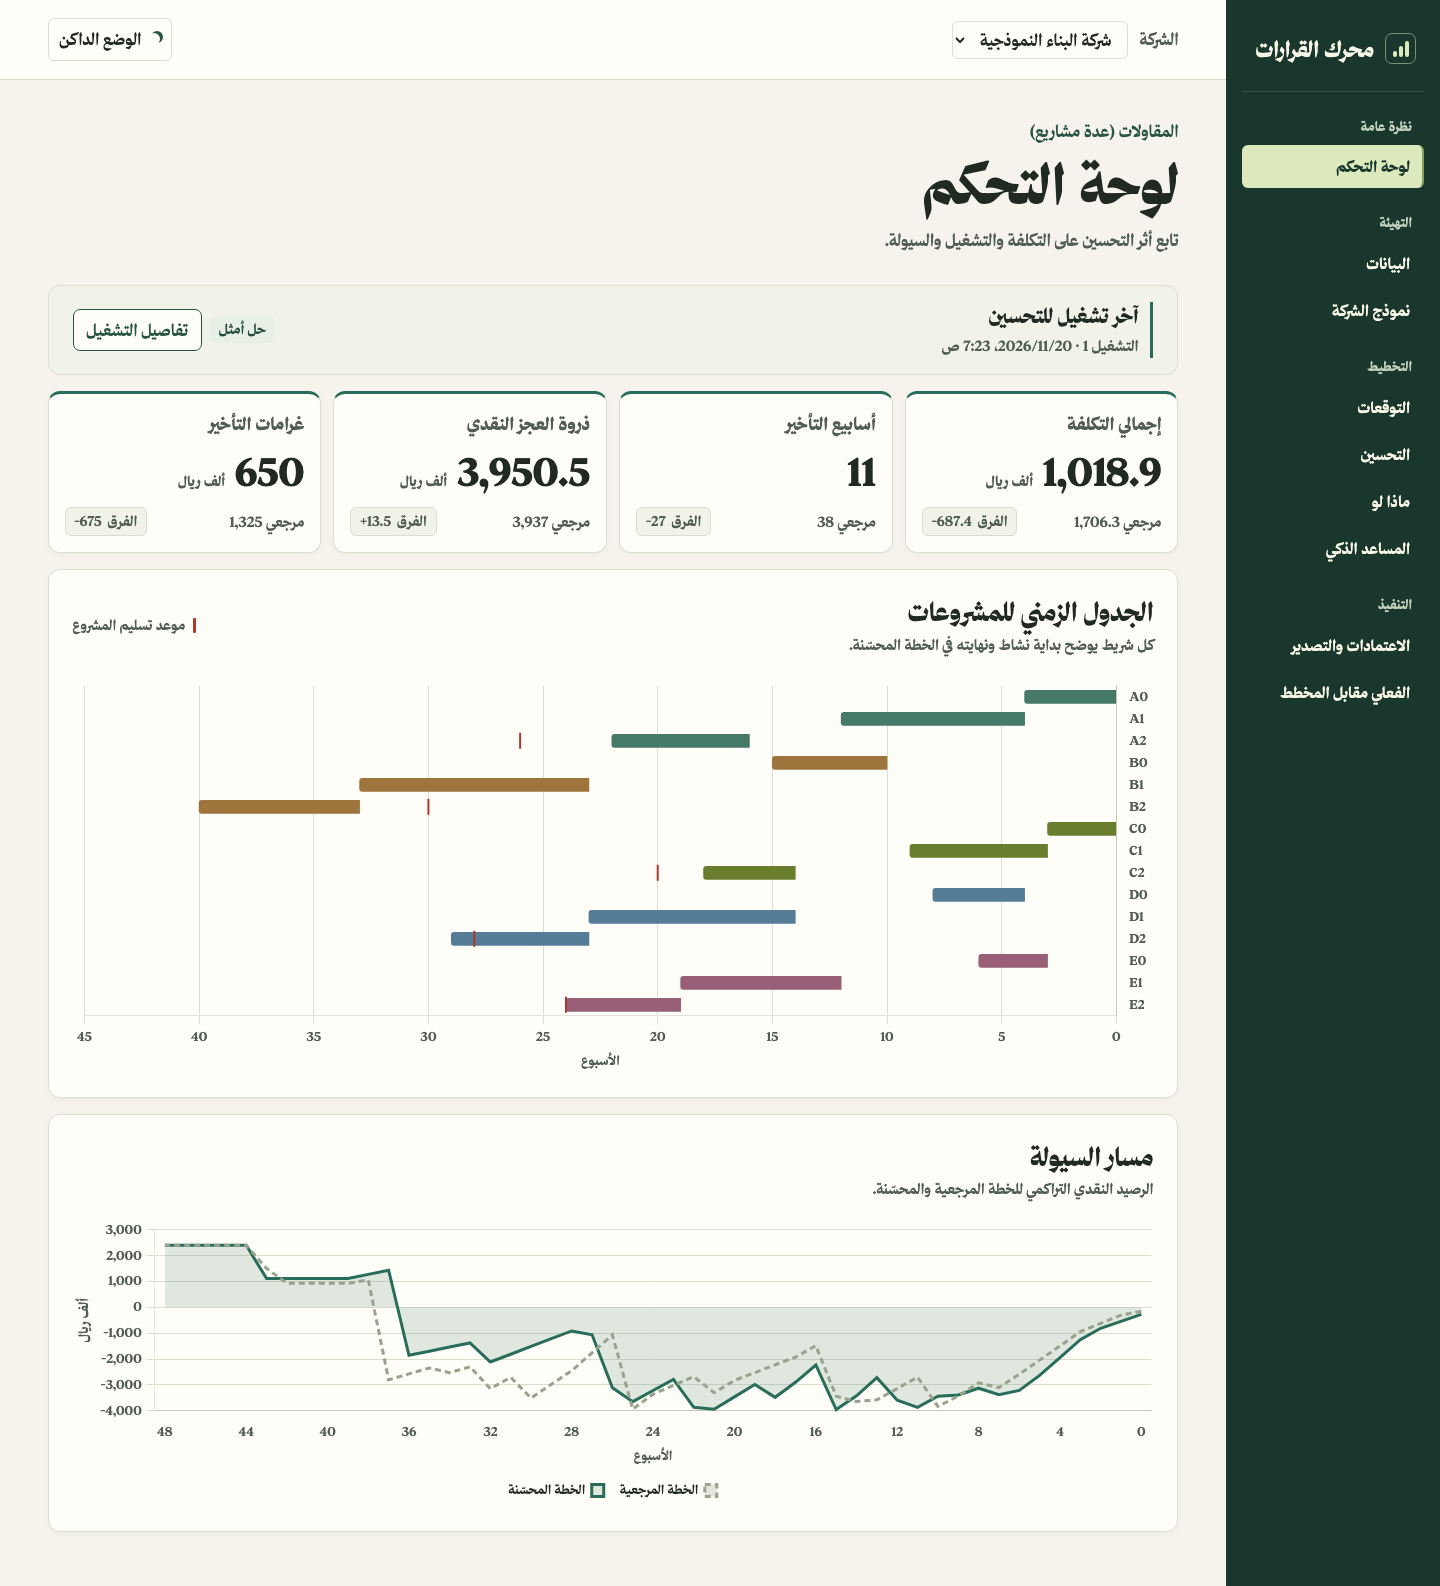 محرك القرارات
نظرة عامة
لوحة التحكم
التهيئة
البيانات
نموذج الشركة
التخطيط
التوقعات
التحسين
ماذا لو
المساعد الذكي
التنفيذ
الاعتمادات والتصدير
الفعلي مقابل المخطط
الشركة
شركة البناء النموذجية
الوضع الداكن
المقاولات (عدة مشاريع)
لوحة التحكم
تابع أثر التحسين على التكلفة والتشغيل والسيولة.
آخر تشغيل للتحسين
التشغيل 1 · 2026/11/20، 7:23 ص
حل أمثل
تفاصيل التشغيل
إجمالي التكلفة
1,018.9 ألف ريال
مرجعي 1,706.3
الفرق -687.4
أسابيع التأخير
11
مرجعي 38
الفرق -27
ذروة العجز النقدي
3,950.5 ألف ريال
مرجعي 3,937
الفرق +13.5
غرامات التأخير
650 ألف ريال
مرجعي 1,325
الفرق -675
الجدول الزمني للمشروعات
كل شريط يوضح بداية نشاط ونهايته في الخطة المحسّنة.
موعد تسليم المشروع
A0
A1
A2
B0
B1
B2
C0
C1
C2
D0
D1
D2
E0
E1
E2
0 5 10 15 20 25 30 35 40 45
الأسبوع
مسار السيولة
الرصيد النقدي التراكمي للخطة المرجعية والمحسّنة.
ألف ريال
3,000
2,000
1,000
0
-1,000
-2,000
-3,000
-4,000
0 4 8 12 16 20 24 28 32 36 40 44 48
الأسبوع
الخطة المرجعية
الخطة المحسّنة